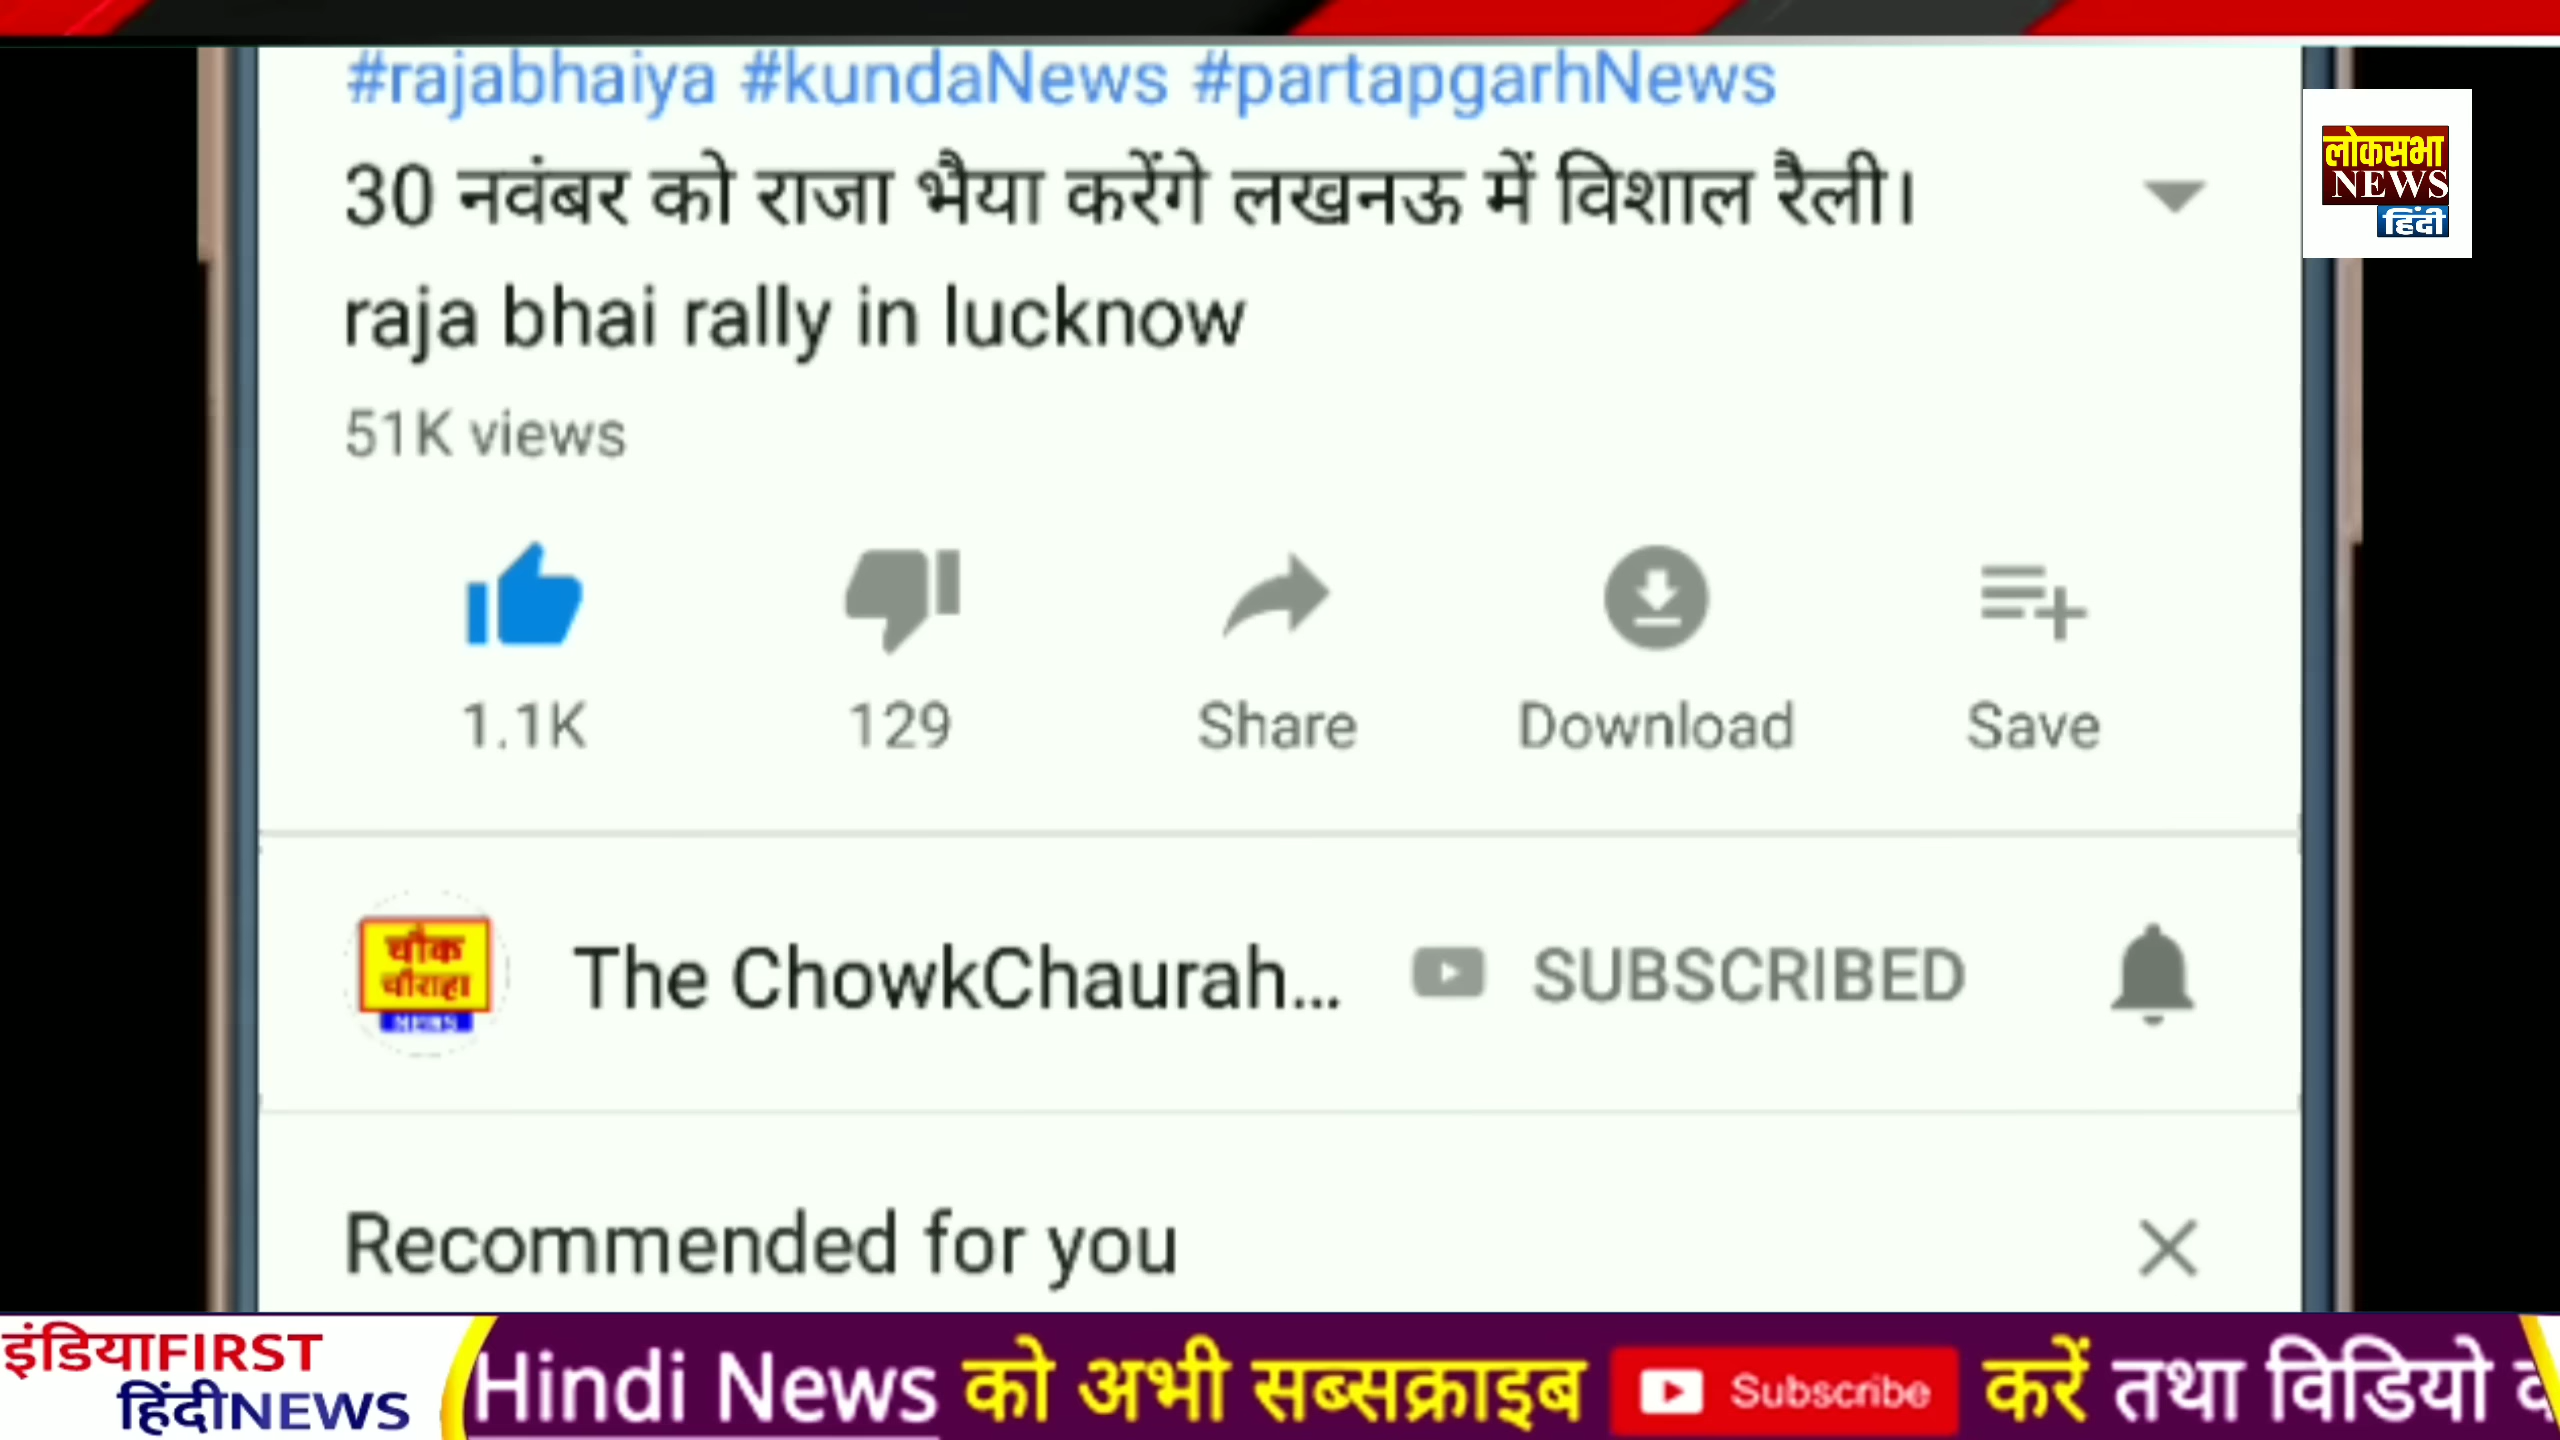 #rajabhaiya #kundaNews #partapgarhNews
30 नवंबर को राजा भैया करेंगे लखनऊ में विशाल रैली।
raja bhai rally in lucknow
51K views
1.1K
129
Share
Download
Save
लोकसभा
NEWS
हिंदी
चौक
चौराहा
NEWS
The ChowkChaurah...
SUBSCRIBED
Recommended for you
इंडियाFIRST
हिंदीNEWS
Hindi News को अभी सब्सक्राइब Subscribe करें तथा विडियो